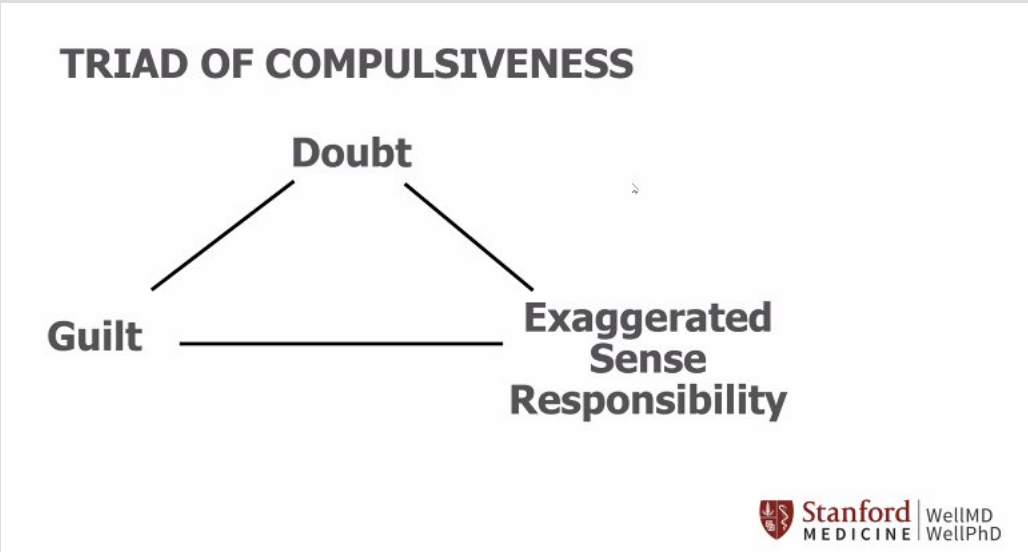 TRIAD OF COMPULSIVENESS
Doubt
Guilt
Exaggerated
Sense
Responsibility
Stanford
MEDICINE
WellMD
WellPhD